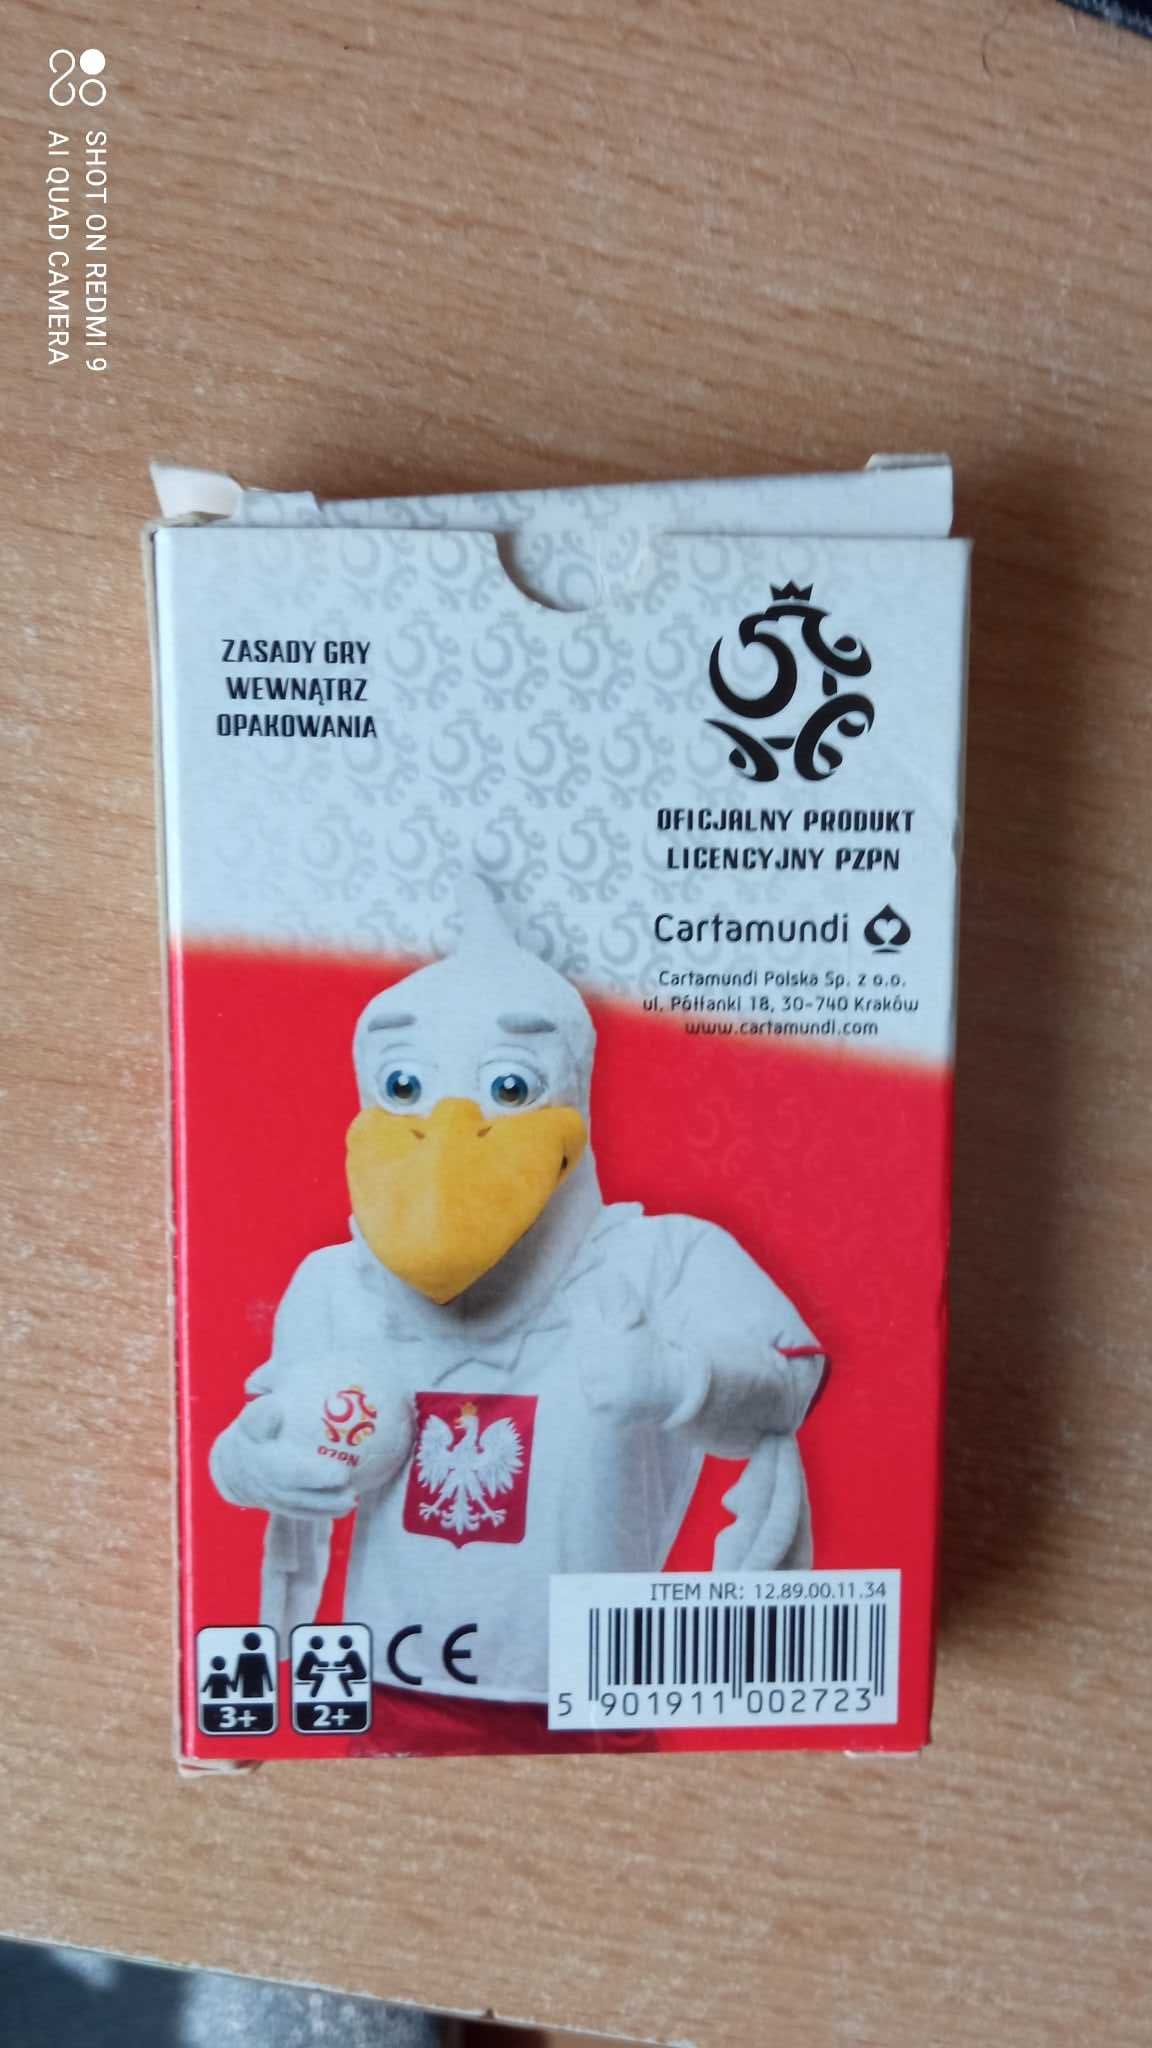 SHOT ON REDMI 9
AI QUAD CAMERA
ZASADY GRY
WEWNĄTRZ
OPAKOWANIA
OFICJALNY PRODUKT
LICENCYJNY PZPN
Cartamundi
Cartamundi Polska Sp. z o.o.
ul. Półłanki 18, 30-740 Kraków
www.cartamundi.com
PZPN
ITEM NR: 12.89.00.11.34
3+
2+
CE
5 901911 002723